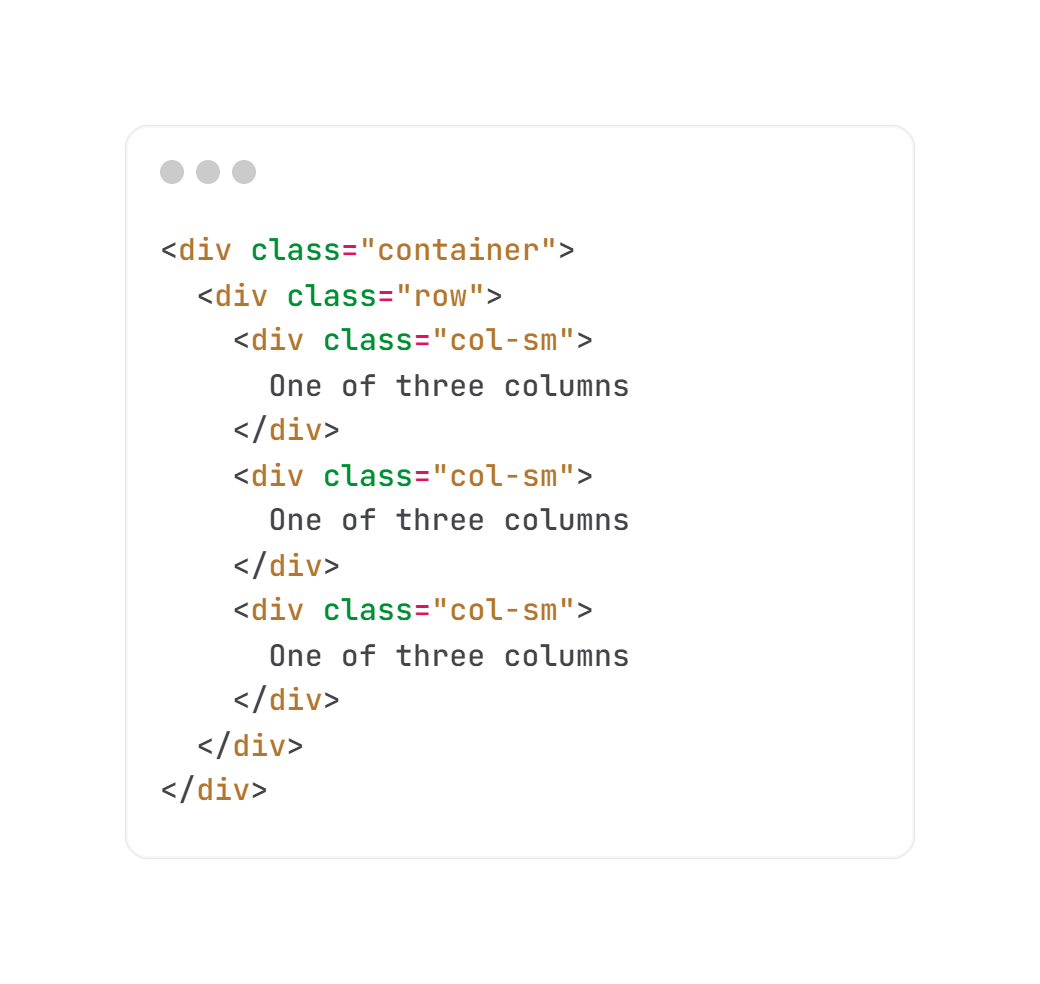 <div class="container">
  <div class="row">
    <div class="col-sm">
      One of three columns
    </div>
    <div class="col-sm">
      One of three columns
    </div>
    <div class="col-sm">
      One of three columns
    </div>
  </div>
</div>